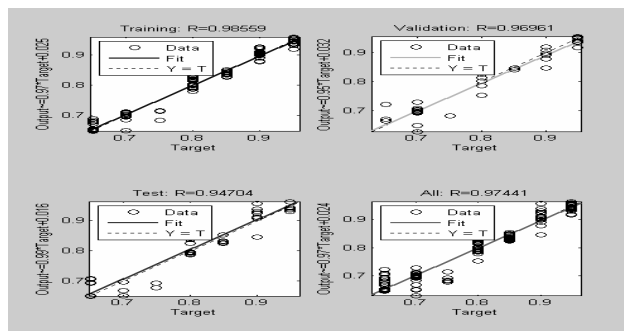 Training: R=0.98559
Output~=0.97*Target+0.025
0.9
0.8
0.7
Data
Fit
Y = T
0.7 0.8 0.9
Target
Validation: R=0.96961
Output~=0.95*Target+0.032
0.9
0.8
0.7
Data
Fit
Y = T
0.7 0.8 0.9
Target
Test: R=0.94704
Output~=0.99*Target+0.016
0.9
0.8
0.7
Data
Fit
Y = T
0.7 0.8 0.9
Target
All: R=0.97441
Output~=0.97*Target+0.024
0.9
0.8
0.7
Data
Fit
Y = T
0.7 0.8 0.9
Target